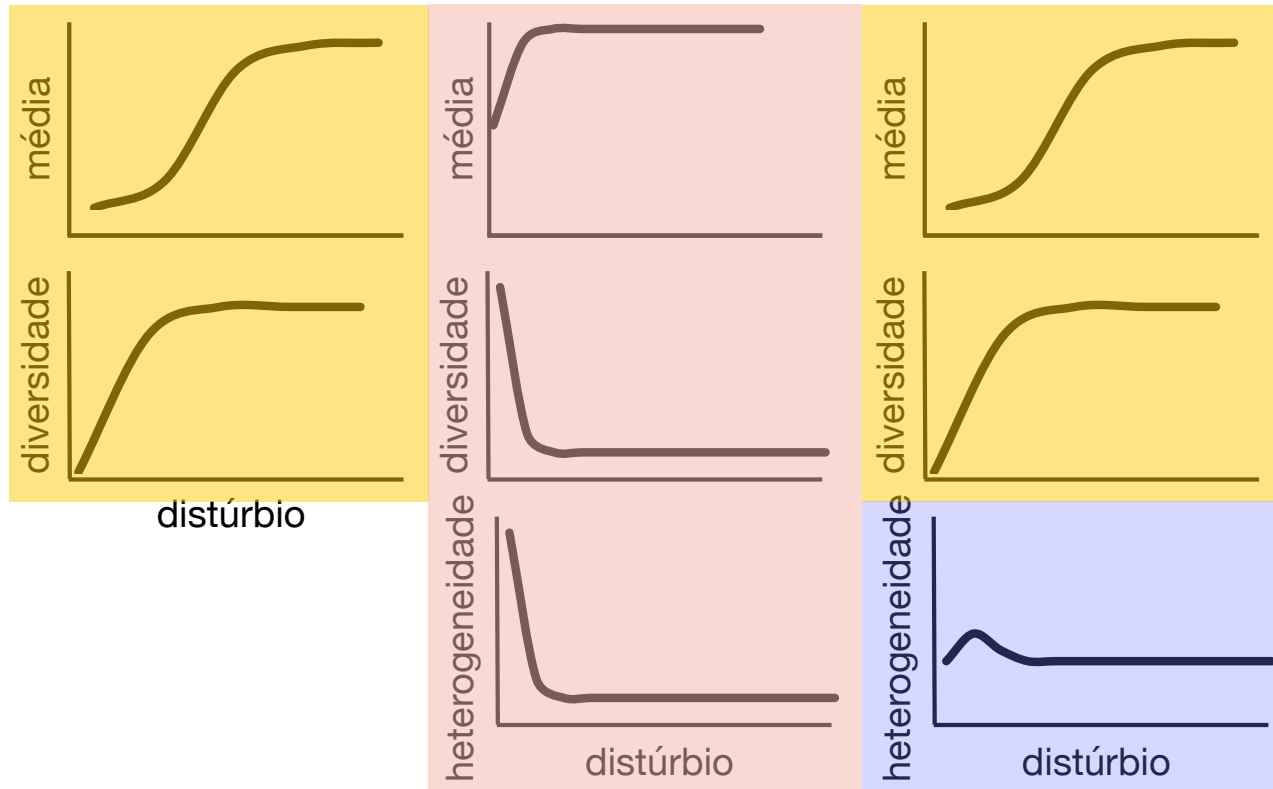 média
média
média
diversidade
diversidade
diversidade
distúrbio
heterogeneidade
heterogeneidade
distúrbio
distúrbio